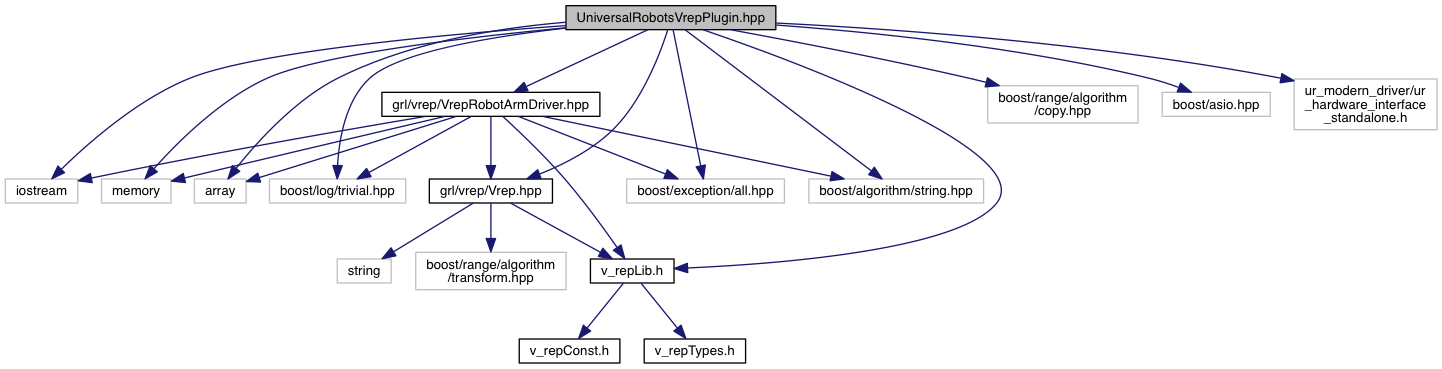 UniversalRobotsVrepPlugin.hpp
grl/vrep/VrepRobotArmDriver.hpp
boost/range/algorithm
/copy.hpp
boost/asio.hpp
ur_modern_driver/ur
_hardware_interface
_standalone.h
iostream
memory
array
boost/log/trivial.hpp
grl/vrep/Vrep.hpp
boost/exception/all.hpp
boost/algorithm/string.hpp
string
boost/range/algorithm
/transform.hpp
v_repLib.h
v_repConst.h
v_repTypes.h